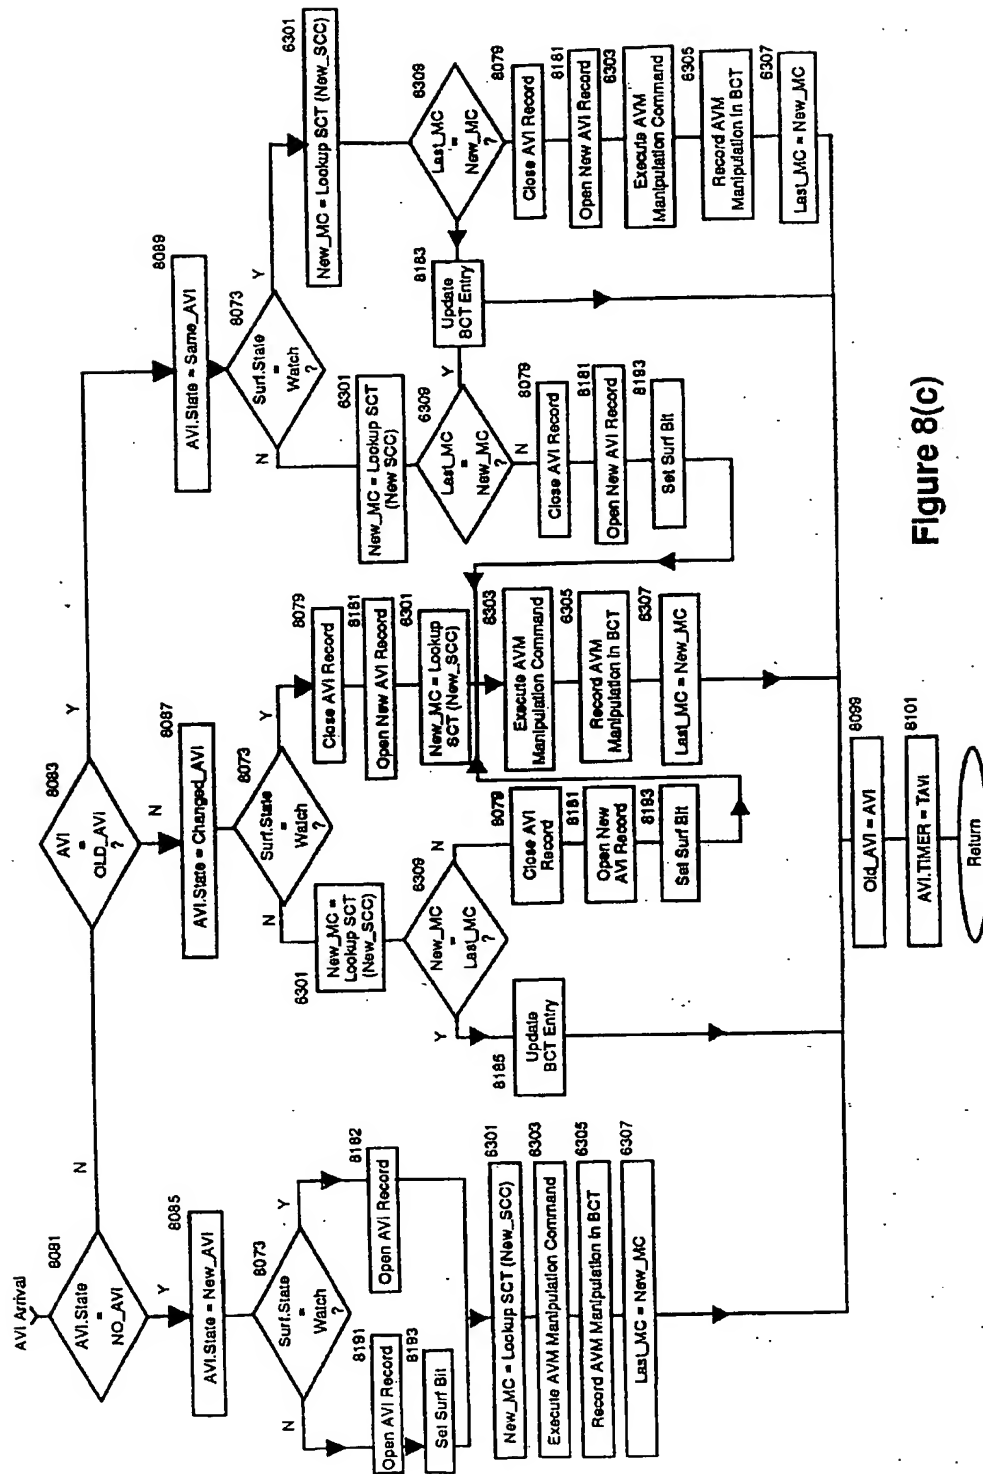 AVI Arrival
8081
AVI.State
=
NO_AVI
?
N
Y
8085
AVI.State = New_AVI
8073
Surf.State
=
Watch
?
N
Y
8191
Open AVI Record
8193
Set Surf Bit
8182
Open AVI Record
6301
New_MC = Lookup SCT (New_SCC)
6303
Execute AVM Manipulation Command
6305
Record AVM Manipulation In BCT
6307
Last_MC = New_MC
8083
AVI
=
OLD_AVI
?
Y
N
8087
AVI.State = Changed_AVI
8073
Surf.State
=
Watch
?
N
Y
6301
New_MC =
Lookup SCT
(New_SCC)
6309
New_MC
=
Last_MC
?
Y
N
8185
Update
BCT Entry
8079
Close AVI
Record
8181
Open New
AVI Record
8193
Set Surf Bit
8079
Close AVI Record
8181
Open New AVI Record
6301
New_MC = Lookup
SCT (New_SCC)
6303
Execute AVM
Manipulation Command
6305
Record AVM
Manipulation In BCT
6307
Last_MC = New_MC
8089
AVI.State = Same_AVI
8073
Surf.State
=
Watch
?
N
Y
6301
New_MC = Lookup SCT
(New SCC)
6309
Last_MC
=
New_MC
?
Y
N
8079
Close AVI Record
8181
Open New AVI Record
8193
Set Surf Bit
8183
Update
BCT Entry
6301
New_MC = Lookup SCT (New_SCC)
6309
Last_MC
=
New_MC
?
8079
Close AVI Record
8181
Open New AVI Record
6303
Execute AVM
Manipulation Command
6305
Record AVM
Manipulation In BCT
6307
Last_MC = New_MC
8099
Old_AVI = AVI
8101
AVI.TIMER = TAVI
Return
Figure 8(c)